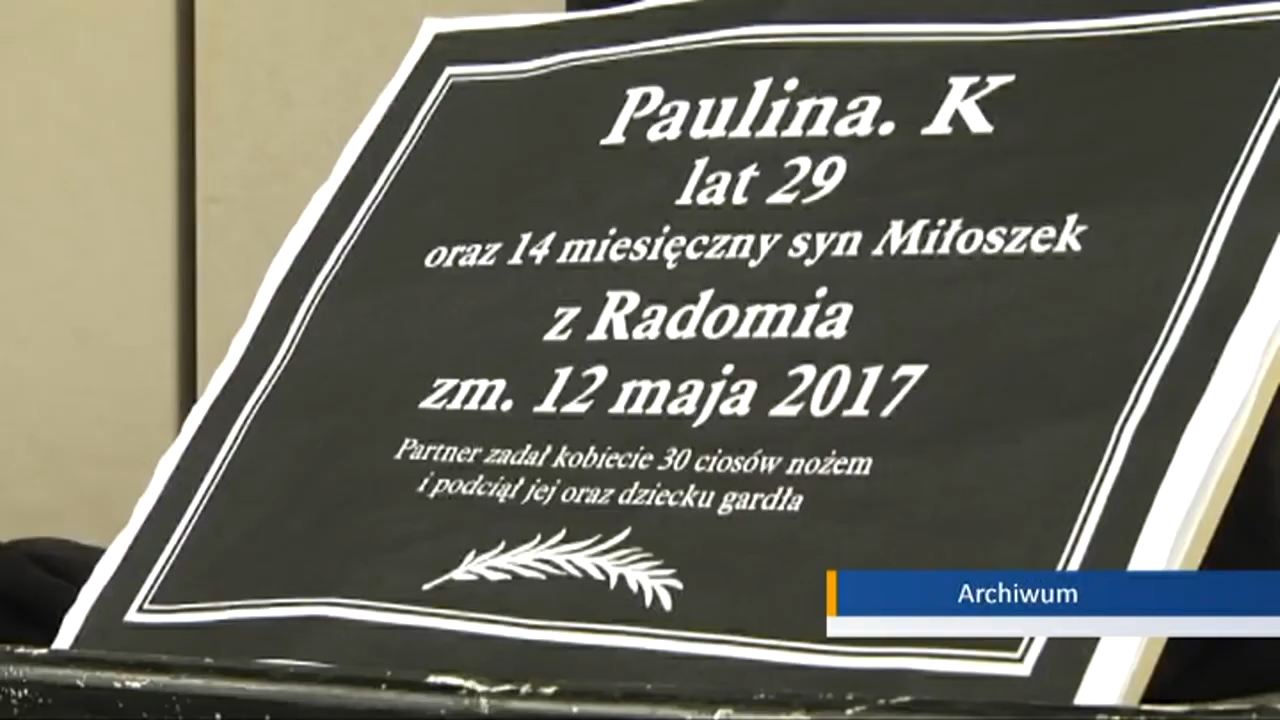 Paulina. K
lat 29
oraz 14 miesięczny syn Miłoszek
z Radomia
zm. 12 maja 2017
Partner zadał kobiecie 30 ciosów nożem
i podciął jej oraz dziecku gardła
Archiwum